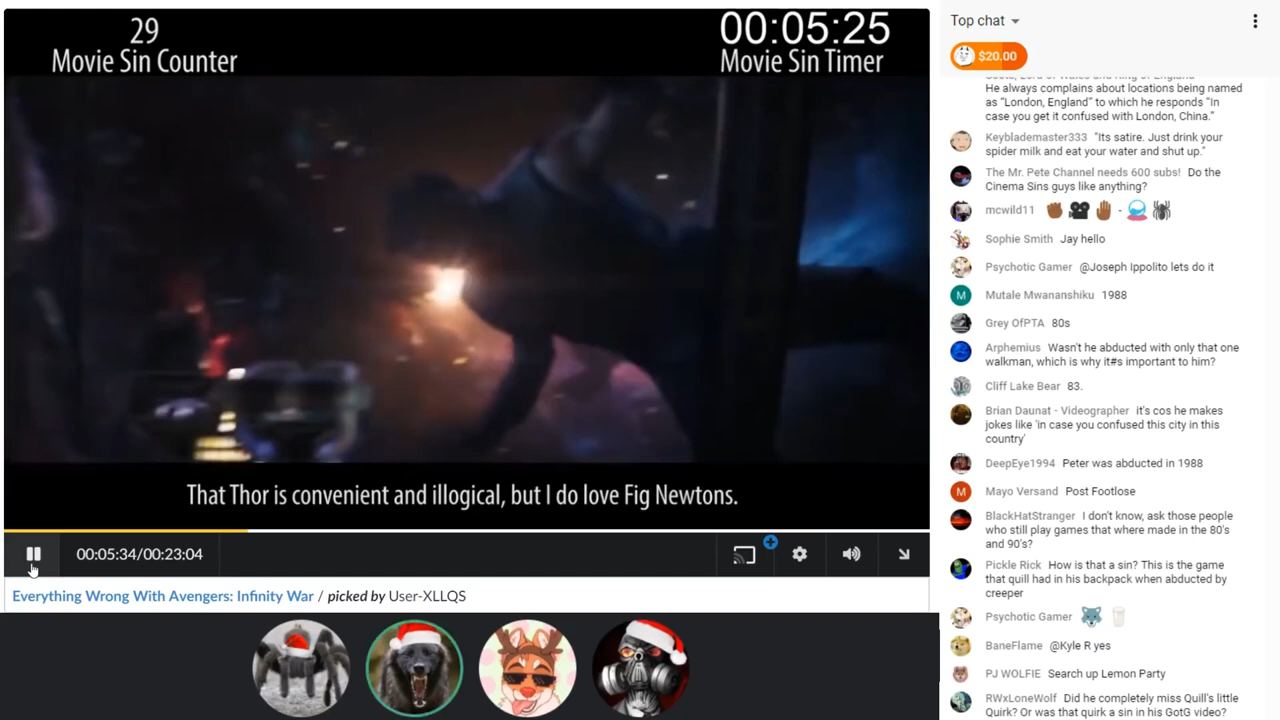 29
Movie Sin Counter
00:05:25
Movie Sin Timer
That Thor is convenient and illogical, but I do love Fig Newtons.
00:05:34/00:23:04
Everything Wrong With Avengers: Infinity War / picked by User-XLLQS
Top chat
$20.00
Scots, Lord of Wales and King of England
He always complains about locations being named
as “London, England” to which he responds “In
case you get it confused with London, China.”
Keyblademaster333 "Its satire. Just drink your
spider milk and eat your water and shut up."
The Mr. Pete Channel needs 600 subs! Do the
Cinema Sins guys like anything?
mcwild11 -
Sophie Smith Jay hello
Psychotic Gamer @Joseph Ippolito lets do it
M Mutale Mwananshiku 1988
Grey OfPTA 80s
Arphemius Wasn't he abducted with only that one
walkman, which is why it#s important to him?
Cliff Lake Bear 83.
Brian Daunat - Videographer it's cos he makes
jokes like 'in case you confused this city in this
country'
DeepEye1994 Peter was abducted in 1988
M Mayo Versand Post Footlose
BlackHatStranger I don't know, ask those people
who still play games that where made in the 80's
and 90's?
Pickle Rick How is that a sin? This is the game
that quill had in his backpack when abducted by
creeper
Psychotic Gamer
BaneFlame @Kyle R yes
PJ WOLFIE Search up Lemon Party
RWxLoneWolf Did he completely miss Quill's little
Quirk? Or was that quirk a sin in his GotG video?